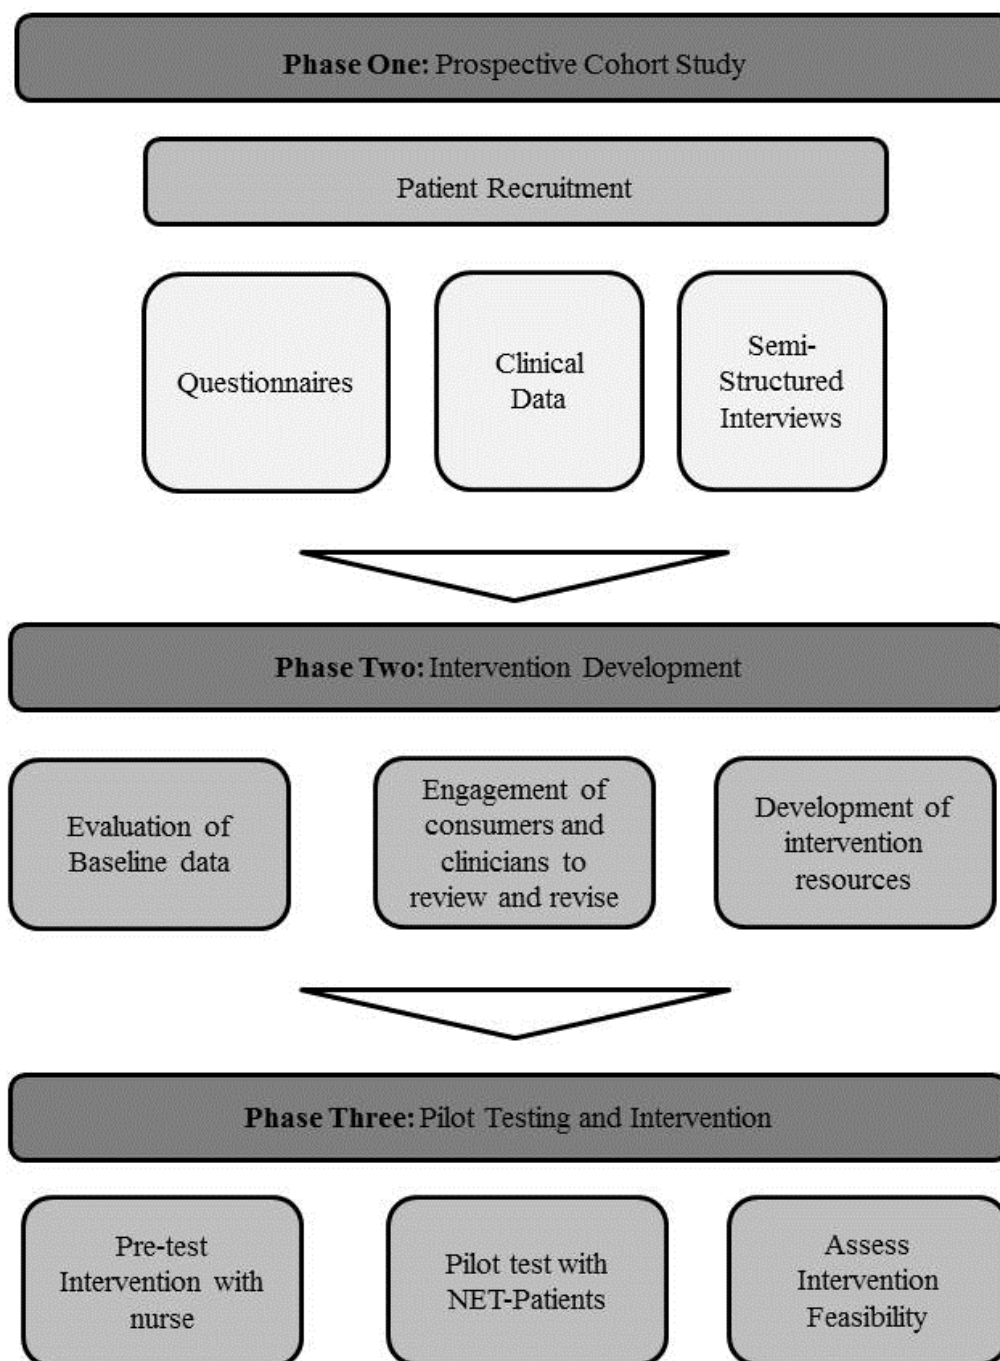 Phase One: Prospective Cohort Study
Patient Recruitment
Questionnaires
Clinical
Data
Semi-
Structured
Interviews
Phase Two: Intervention Development
Evaluation of
Baseline data
Engagement of
consumers and
clinicians to
review and revise
Development of
intervention
resources
Phase Three: Pilot Testing and Intervention
Pre-test
Intervention with
nurse
Pilot test with
NET-Patients
Assess
Intervention
Feasibility